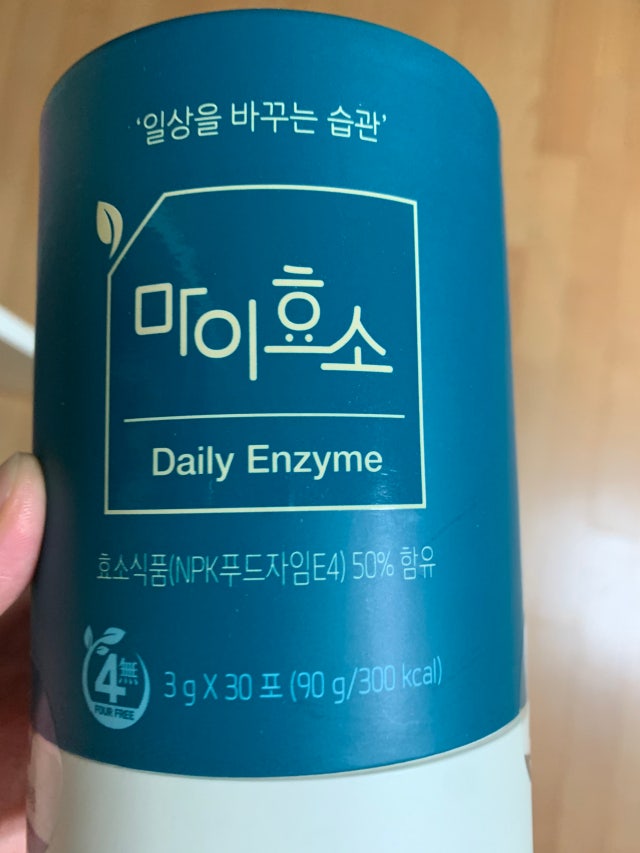 '일상을 바꾸는 습관'
마이효소
Daily Enzyme
효소식품(NPK푸드자임E4) 50% 함유
4無
FOUR FREE
3 g X 30 포 (90 g/300 kcal)